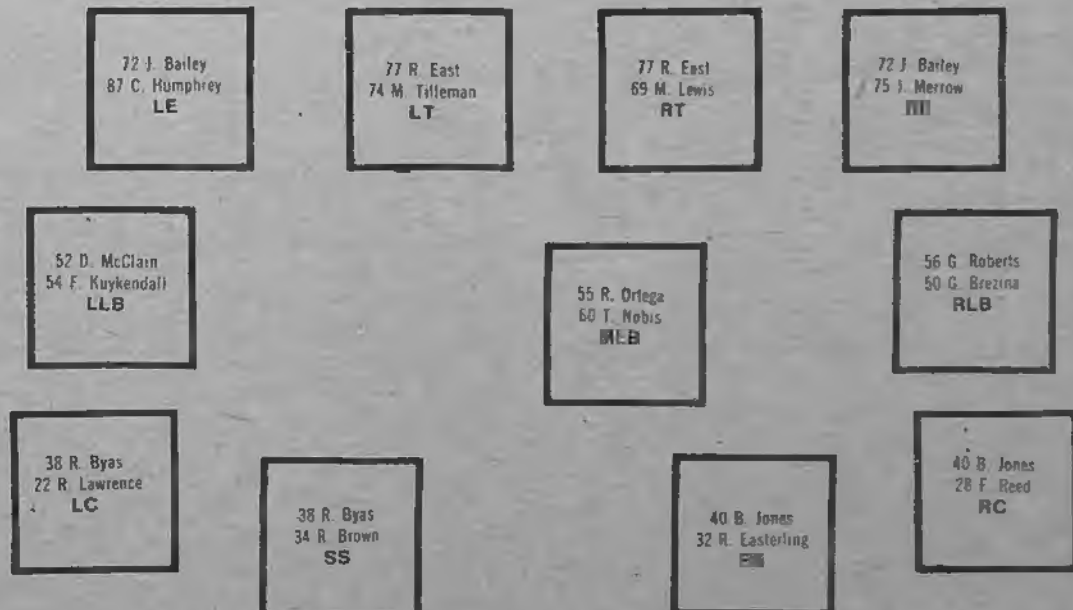 72 J. Bailey
87 C. Humphrey
LE
77 R. East
74 M. Tilleman
LT
77 R. East
69 M. Lewis
RT
72 J. Bailey
75 J. Merrow
52 D. McClain
54 F. Kuykendall
LLB
55 R. Ortega
60 T. Nobis
MLB
56 G. Roberts
50 G. Brezina
RLB
38 R. Byas
22 R. Lawrence
LC
38 R. Byas
34 R. Brown
SS
40 B. Jones
32 R. Easterling
40 B. Jones
28 F. Reed
RC